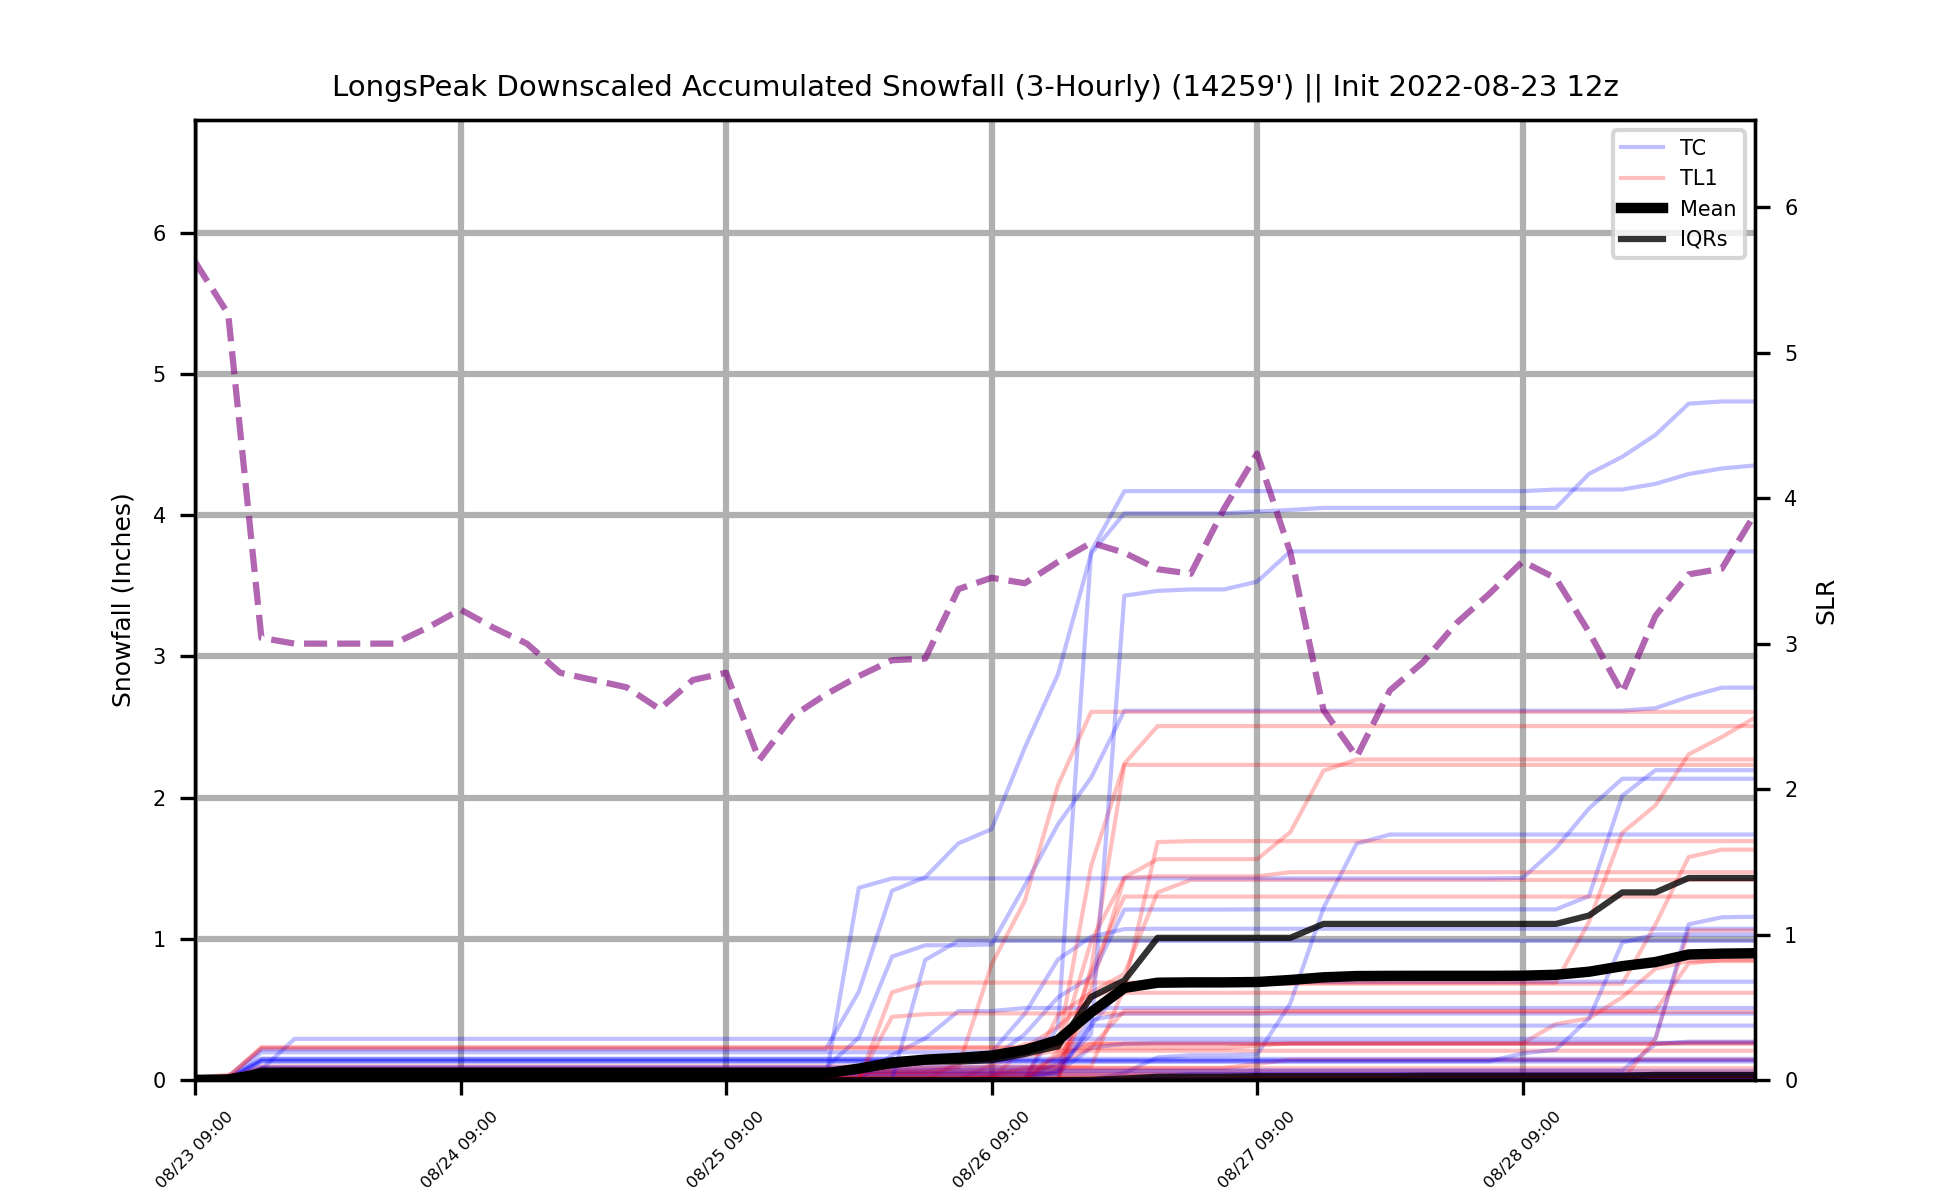 LongsPeak Downscaled Accumulated Snowfall (3-Hourly) (14259') || Init 2022-08-23 12z
TC
TL1
Mean
IQRs
Snowfall (Inches)
6
5
4
3
2
1
0
SLR
6
5
4
3
2
1
0
08/23 09:00
08/24 09:00
08/25 09:00
08/26 09:00
08/27 09:00
08/28 09:00